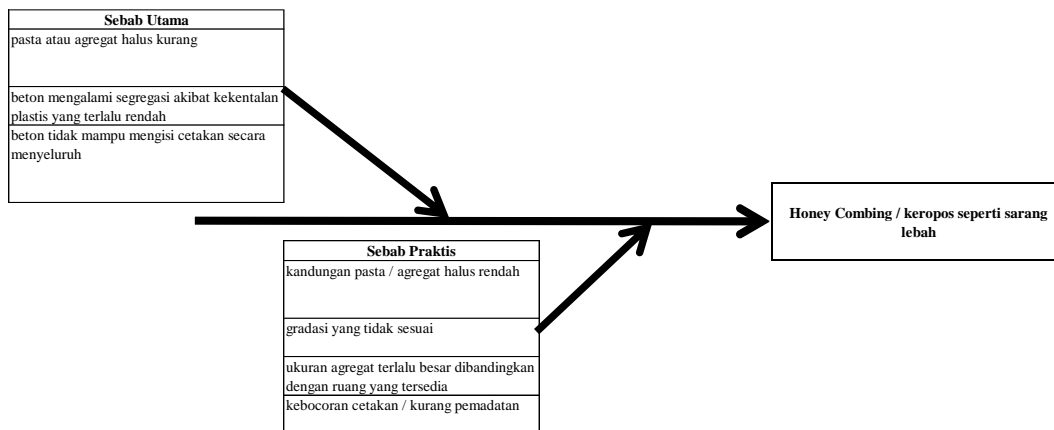 Sebab Utama
pasta atau agregat halus kurang
beton mengalami segregasi akibat kekentalan
plastis yang terlalu rendah
beton tidak mampu mengisi cetakan secara
menyeluruh
Honey Combing / keropos seperti sarang
lebah
Sebab Praktis
kandungan pasta / agregat halus rendah
gradasi yang tidak sesuai
ukuran agregat terlalu besar dibandingkan
dengan ruang yang tersedia
kebocoran cetakan / kurang pemadatan